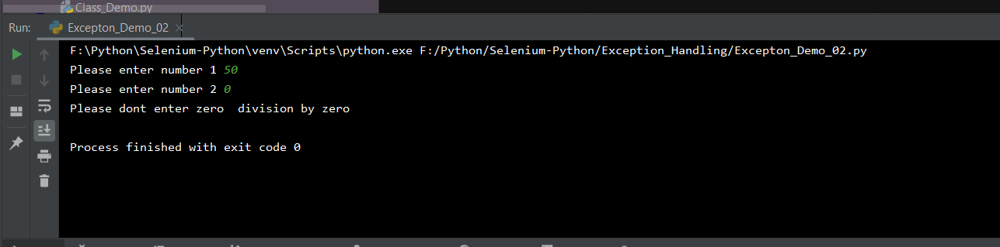 Class_Demo.py
Run: Excepton_Demo_02
F:\Python\Selenium-Python\venv\Scripts\python.exe F:/Python/Selenium-Python/Exception_Handling/Excepton_Demo_02.py
Please enter number 1 50
Please enter number 2 0
Please dont enter zero  division by zero
Process finished with exit code 0